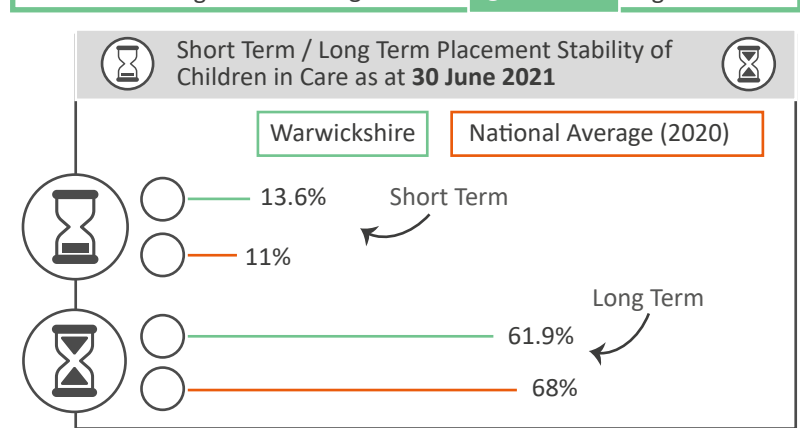 Short Term / Long Term Placement Stability of
Children in Care as at 30 June 2021
Warwickshire
National Average (2020)
13.6%
Short Term
11%
Long Term
61.9%
68%